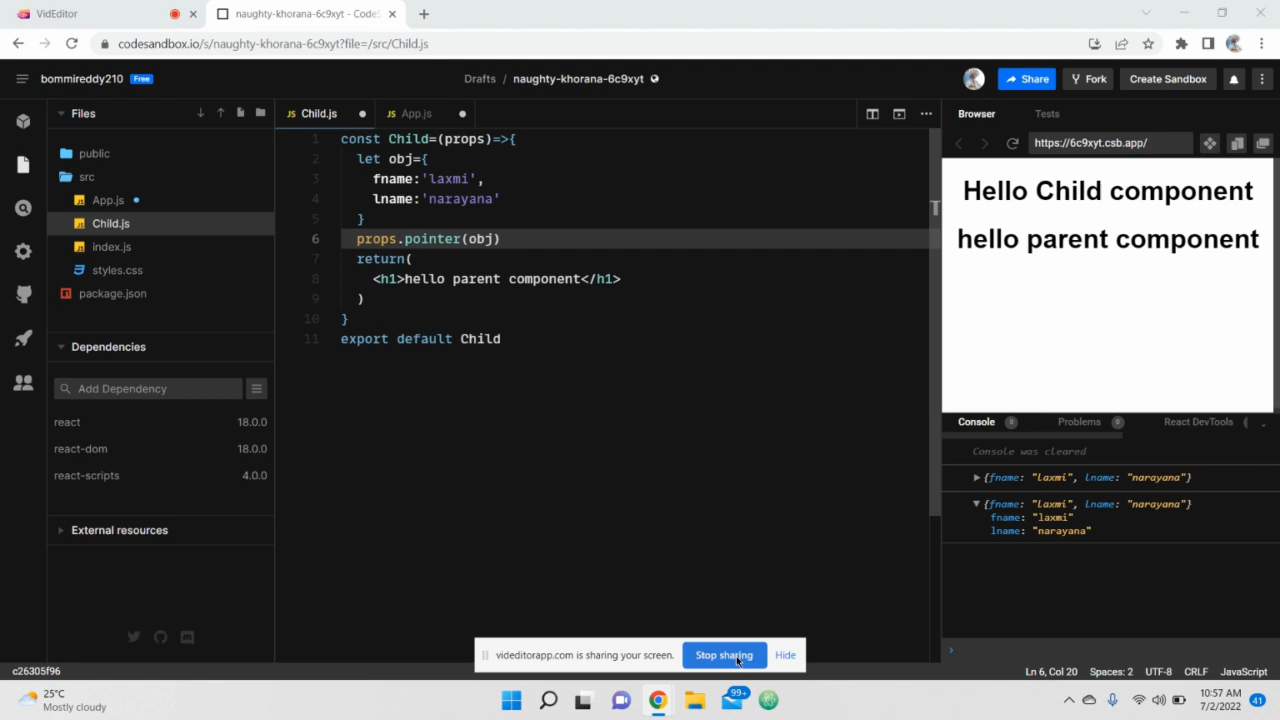 VidEditor
naughty-khorana-6c9xyt - CodeS
codesandbox.io/s/naughty-khorana-6c9xyt?file=/src/Child.js
bommireddy210 Free
Drafts / naughty-khorana-6c9xyt
Share
Fork
Create Sandbox
Files
JS Child.js
JS App.js
public
src
JS App.js
JS Child.js
JS index.js
styles.css
package.json
Dependencies
Add Dependency
react 18.0.0
react-dom 18.0.0
react-scripts 4.0.0
External resources
1 const Child=(props)=>{
2 let obj={
3 fname:'laxmi',
4 lname:'narayana'
5 }
6 props.pointer(obj)
7 return(
8 <h1>hello parent component</h1>
9 )
10 }
11 export default Child
Browser Tests
https://6c9xyt.csb.app/
Hello Child component
hello parent component
Console Problems 0 React DevTools
Console was cleared
{fname: "laxmi", lname: "narayana"}
{fname: "laxmi", lname: "narayana"}
fname: "laxmi"
lname: "narayana"
videditorapp.com is sharing your screen. Stop sharing Hide
c26305f96
Ln 6, Col 20 Spaces: 2 UTF-8 CRLF JavaScript
25°C
Mostly cloudy
99+
10:57 AM
7/2/2022
41